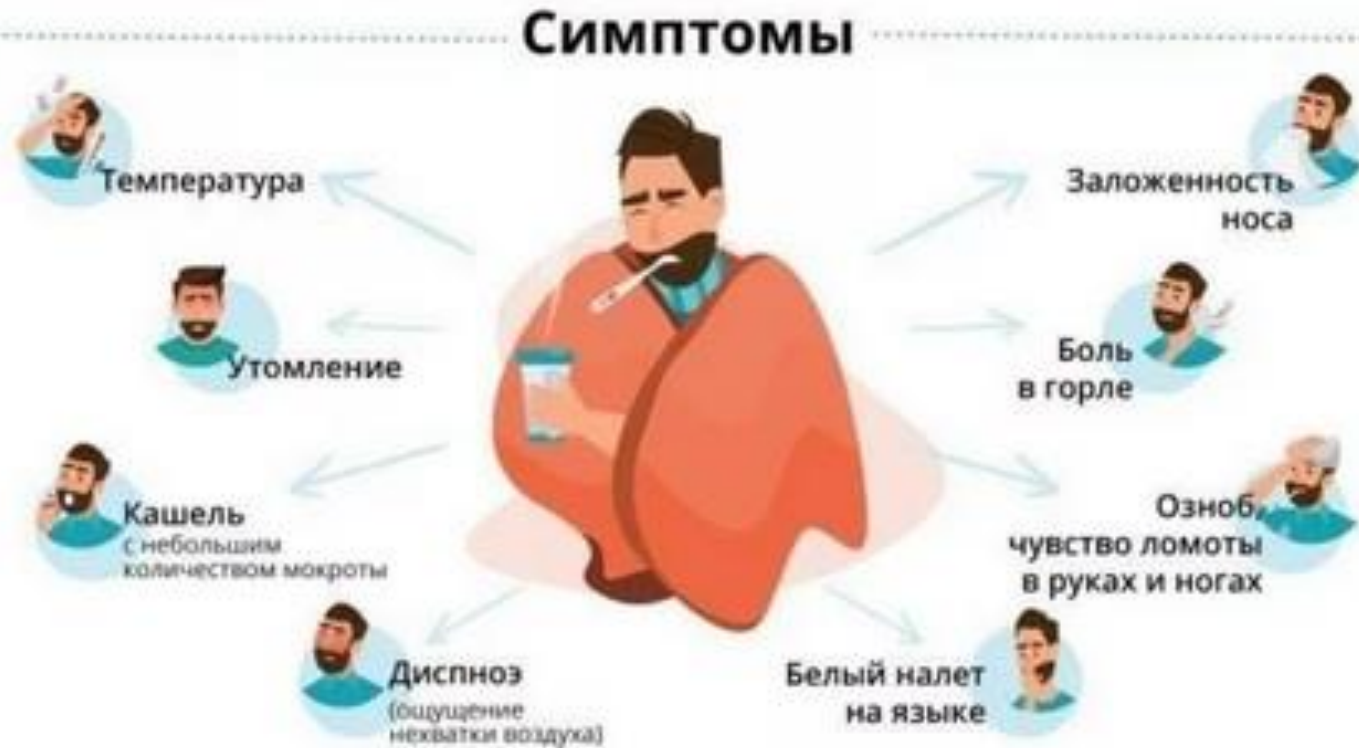 Симптомы
Температура
Утомление
Кашель
с небольшим
количеством мокроты
Диспноэ
(ощущение
нехватки воздуха)
Заложенность
носа
Боль
в горле
Озноб,
чувство ломоты
в руках и ногах
Белый налет
на языке